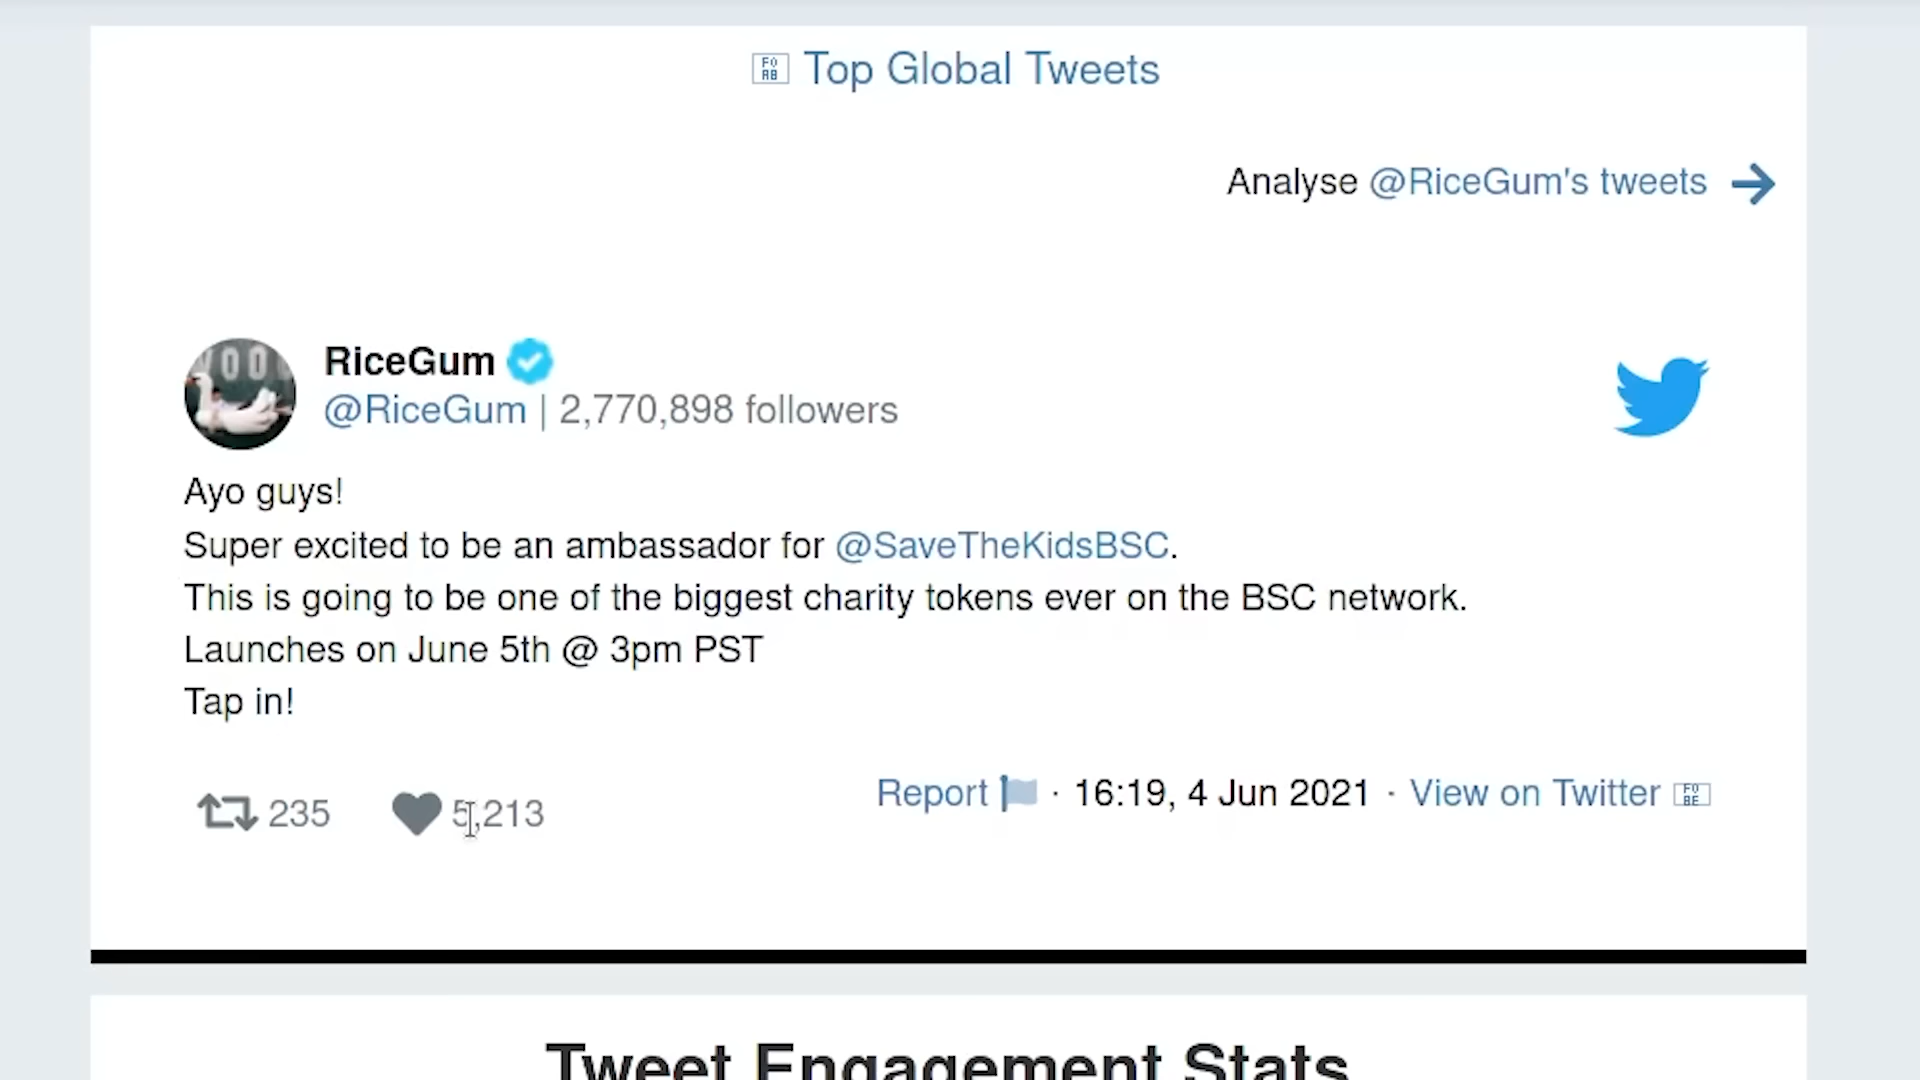 Top Global Tweets
Analyse @RiceGum's tweets
RiceGum
@RiceGum | 2,770,898 followers
Ayo guys!
Super excited to be an ambassador for @SaveTheKidsBSC.
This is going to be one of the biggest charity tokens ever on the BSC network.
Launches on June 5th @ 3pm PST
Tap in!
235 5,213
Report · 16:19, 4 Jun 2021 · View on Twitter
Tweet Engagement Stats